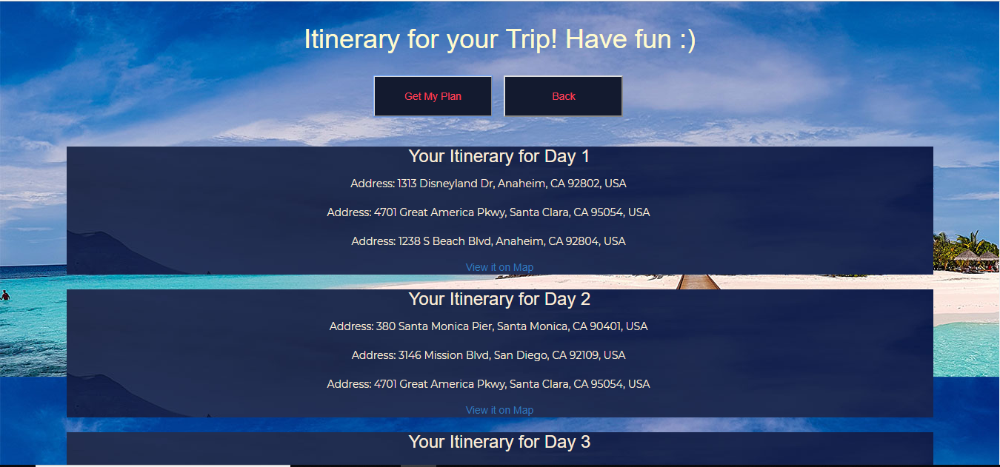 Itinerary for your Trip! Have fun :)
Get My Plan
Back
Your Itinerary for Day 1
Address: 1313 Disneyland Dr, Anaheim, CA 92802, USA
Address: 4701 Great America Pkwy, Santa Clara, CA 95054, USA
Address: 1238 S Beach Blvd, Anaheim, CA 92804, USA
View it on Map
Your Itinerary for Day 2
Address: 380 Santa Monica Pier, Santa Monica, CA 90401, USA
Address: 3146 Mission Blvd, San Diego, CA 92109, USA
Address: 4701 Great America Pkwy, Santa Clara, CA 95054, USA
View it on Map
Your Itinerary for Day 3